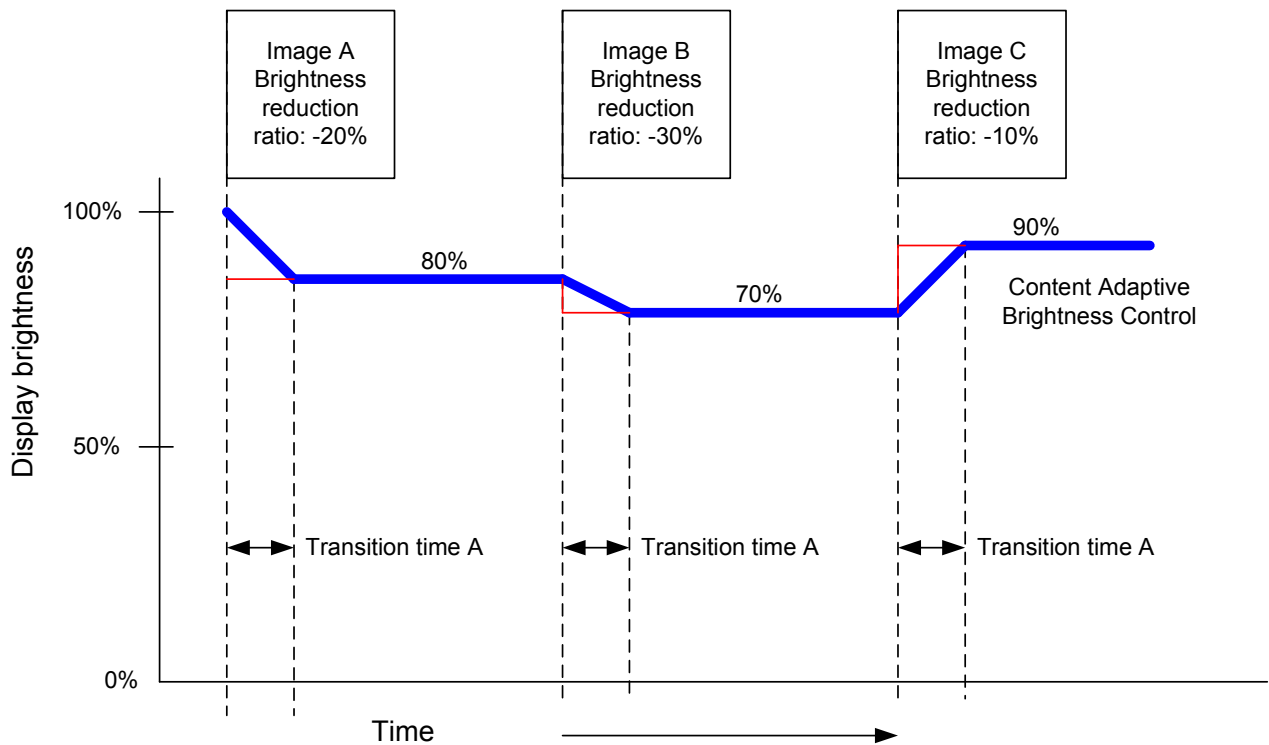 Image A
Brightness
reduction
ratio: -20%
Image B
Brightness
reduction
ratio: -30%
Image C
Brightness
reduction
ratio: -10%
100%
80%
70%
90%
Content Adaptive
Brightness Control
Display brightness
50%
Transition time A
Transition time A
Transition time A
0%
Time